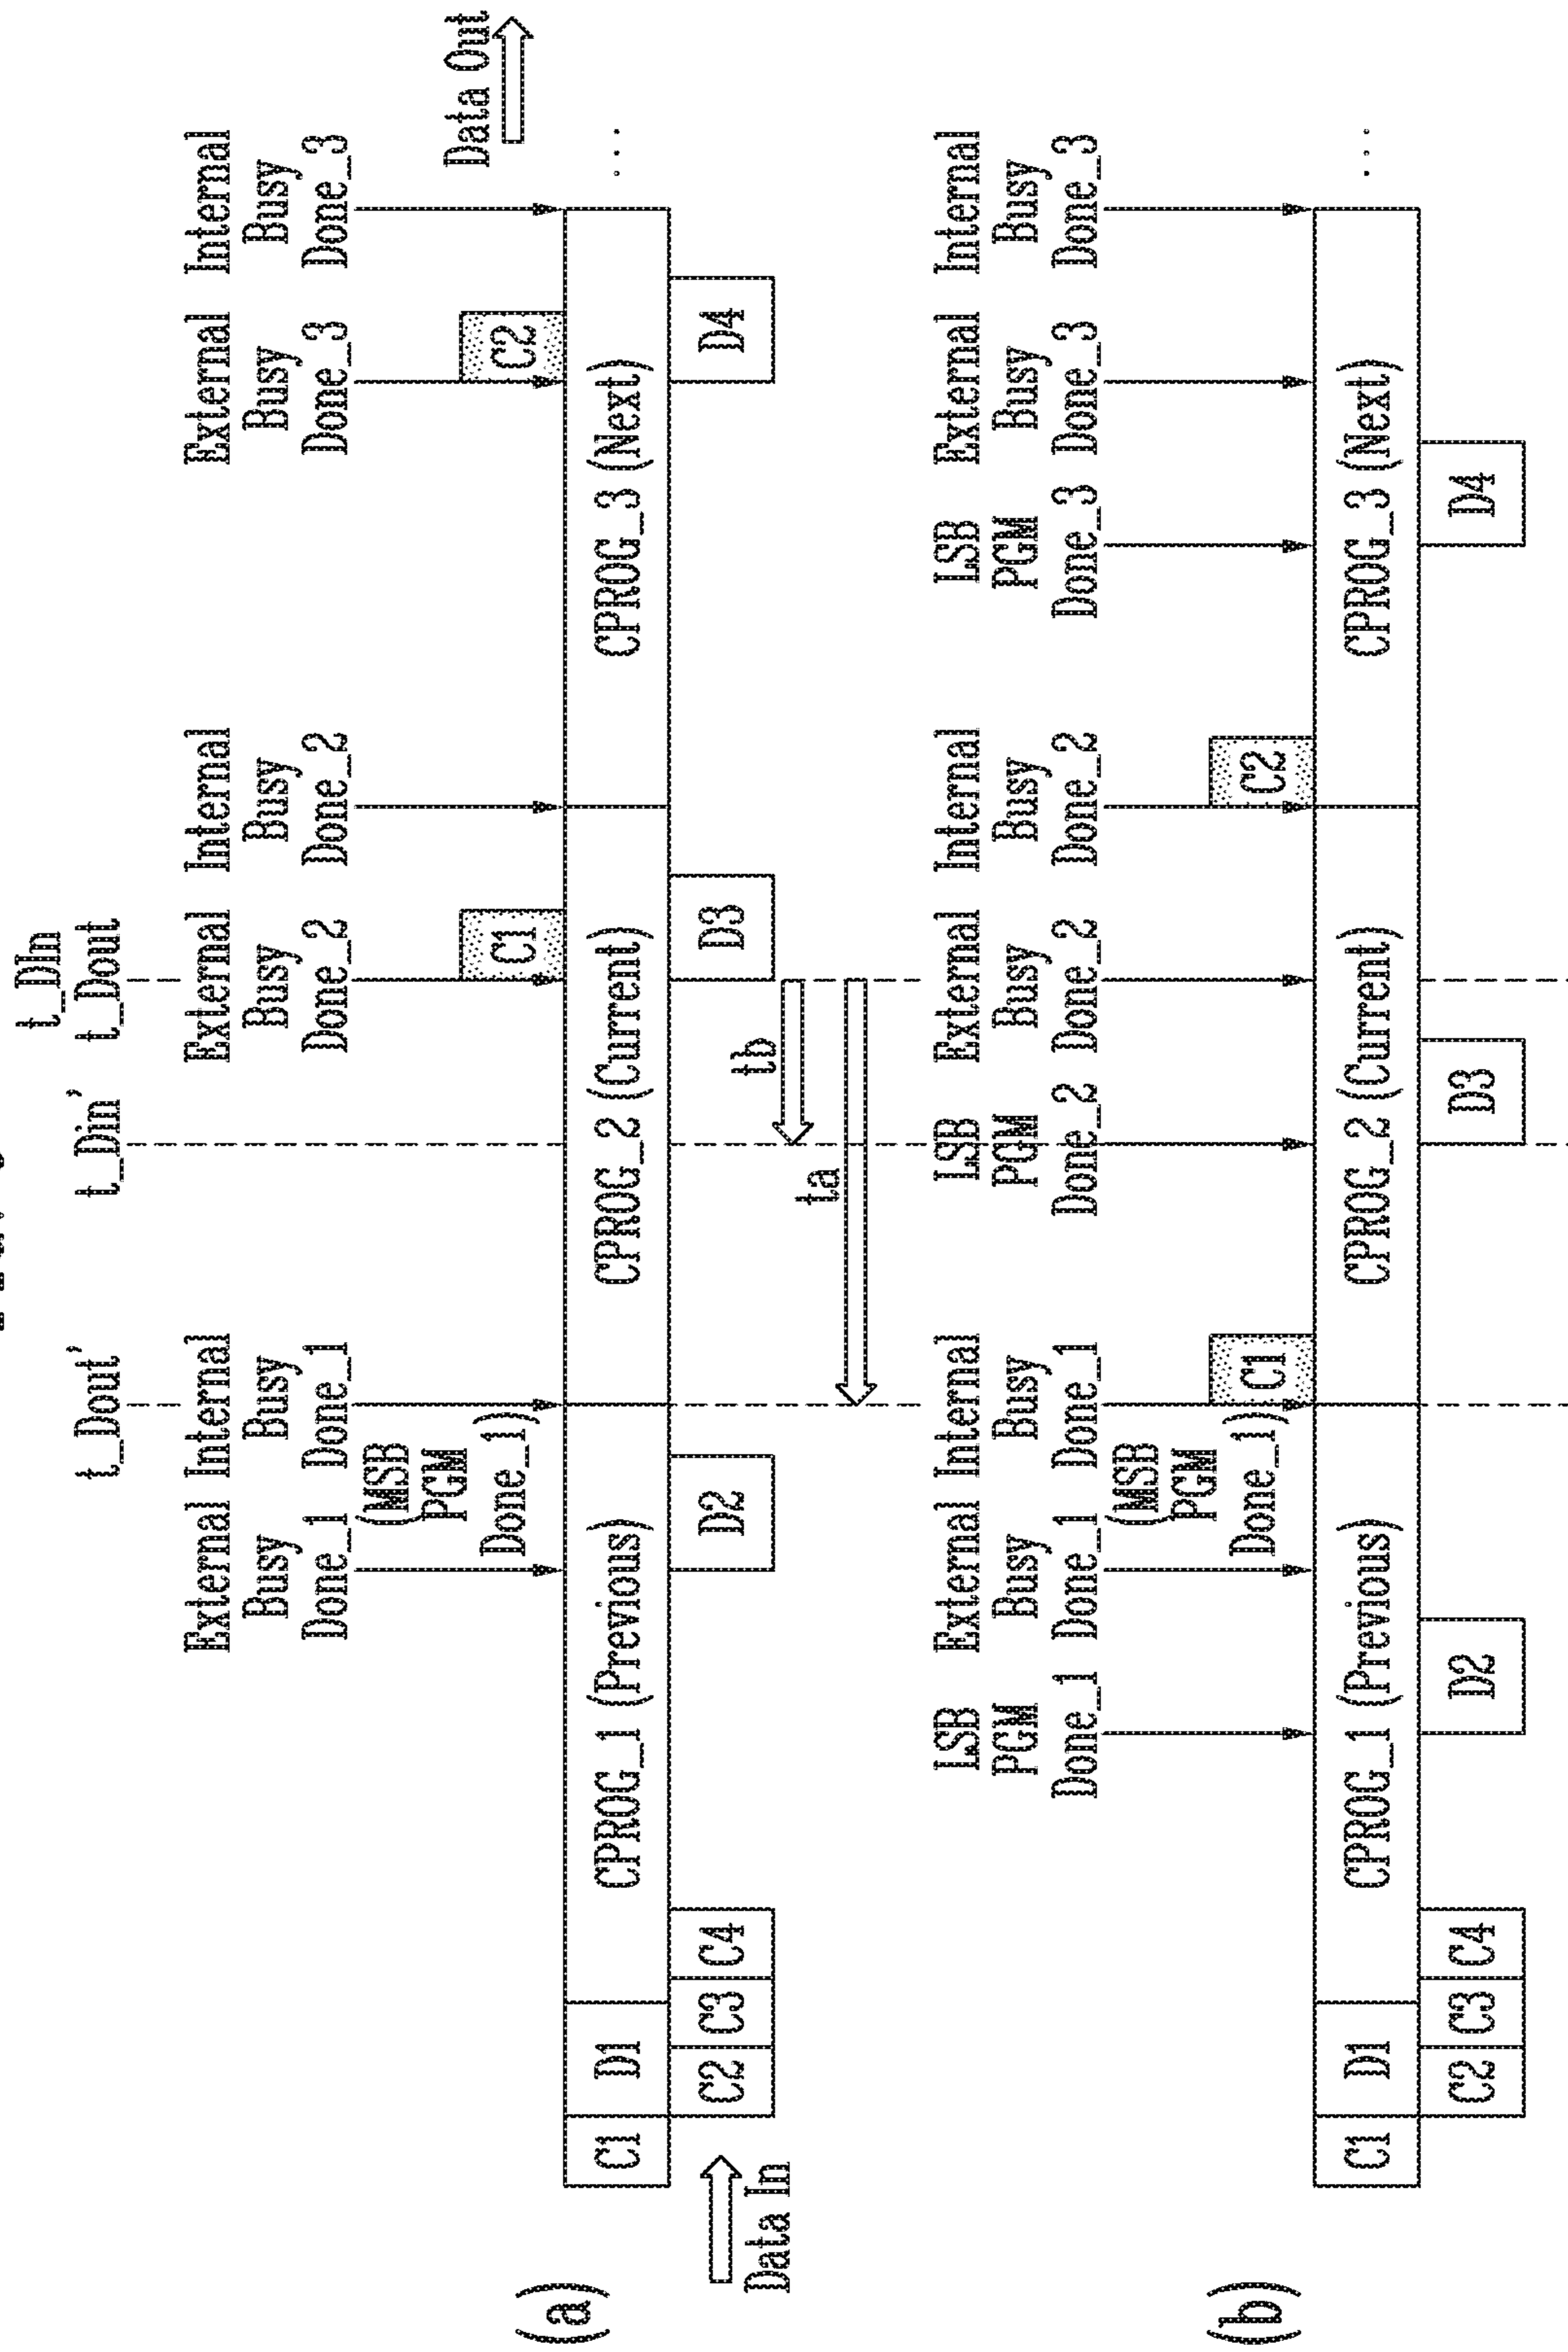 t_Dout'
t_Din'
t_DIn
t_Dout
External
Busy
Done_1
Internal
Busy
Done_1
(MSB
PGM
Done_1)
External
Busy
Done_2
Internal
Busy
Done_2
External
Busy
Done_3
Internal
Busy
Done_3
Data Out
C1
C2
(a)
C1
D1
CPROG_1 (Previous)
CPROG_2 (Current)
CPROG_3 (Next)
...
Data In
C2
C3
C4
D2
D3
D4
tb
ta
LSB
PGM
Done_1
External
Busy
Done_1
Internal
Busy
Done_1
(MSB
PGM
Done_1)
LSB
PGM
Done_2
External
Busy
Done_2
Internal
Busy
Done_2
LSB
PGM
Done_3
External
Busy
Done_3
Internal
Busy
Done_3
C1
C2
(b)
C1
D1
CPROG_1 (Previous)
CPROG_2 (Current)
CPROG_3 (Next)
...
C2
C3
C4
D2
D3
D4